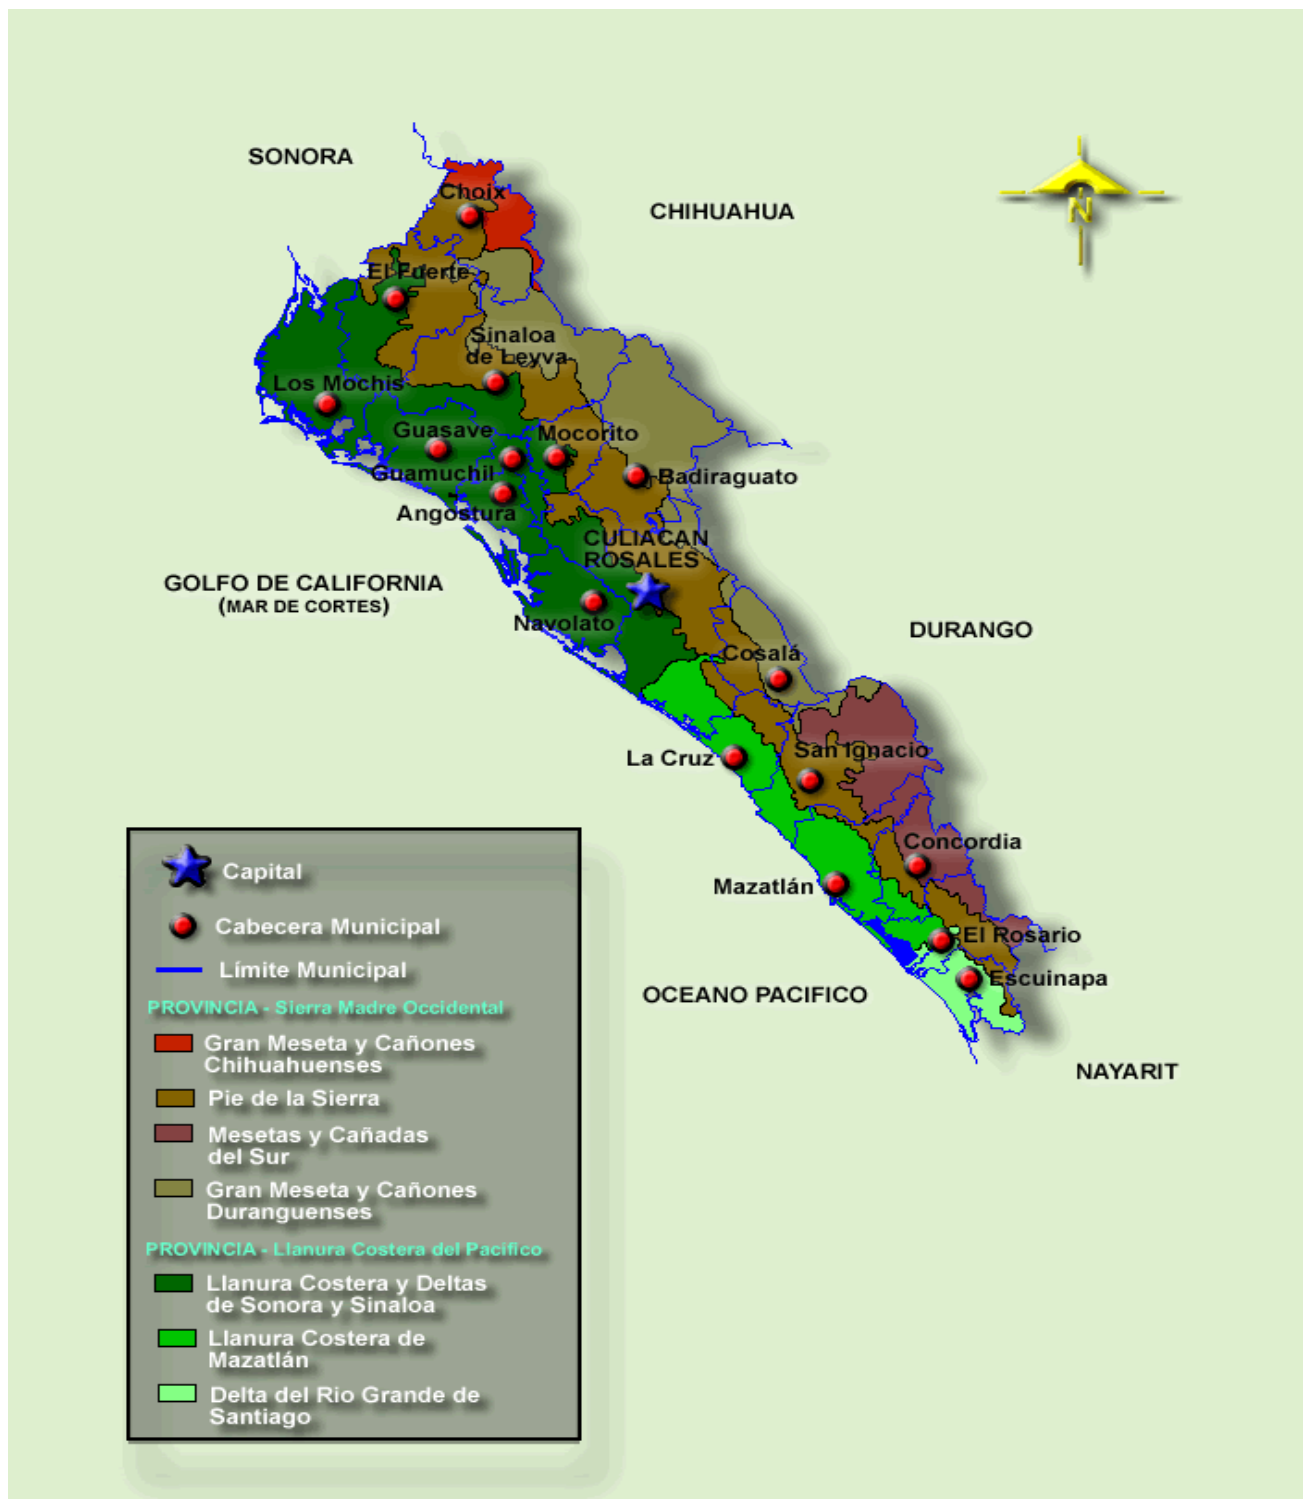 SONORA
CHIHUAHUA
N
Choix
El Fuerte
Sinaloa
de Leyva
Los Mochis
Guasave
Mocorito
Guamuchil
Badiraguato
Angostura
CULIACAN
ROSALES
GOLFO DE CALIFORNIA
(MAR DE CORTES)
Navolato
DURANGO
Cosalá
La Cruz
San Ignacio
Concordia
Mazatlán
El Rosario
Escuinapa
OCEANO PACIFICO
NAYARIT
Capital
Cabecera Municipal
Límite Municipal
PROVINCIA - Sierra Madre Occidental
Gran Meseta y Cañones
Chihuahuenses
Pie de la Sierra
Mesetas y Cañadas
del Sur
Gran Meseta y Cañones
Duranguenses
PROVINCIA - Llanura Costera del Pacífico
Llanura Costera y Deltas
de Sonora y Sinaloa
Llanura Costera de
Mazatlán
Delta del Rio Grande de
Santiago